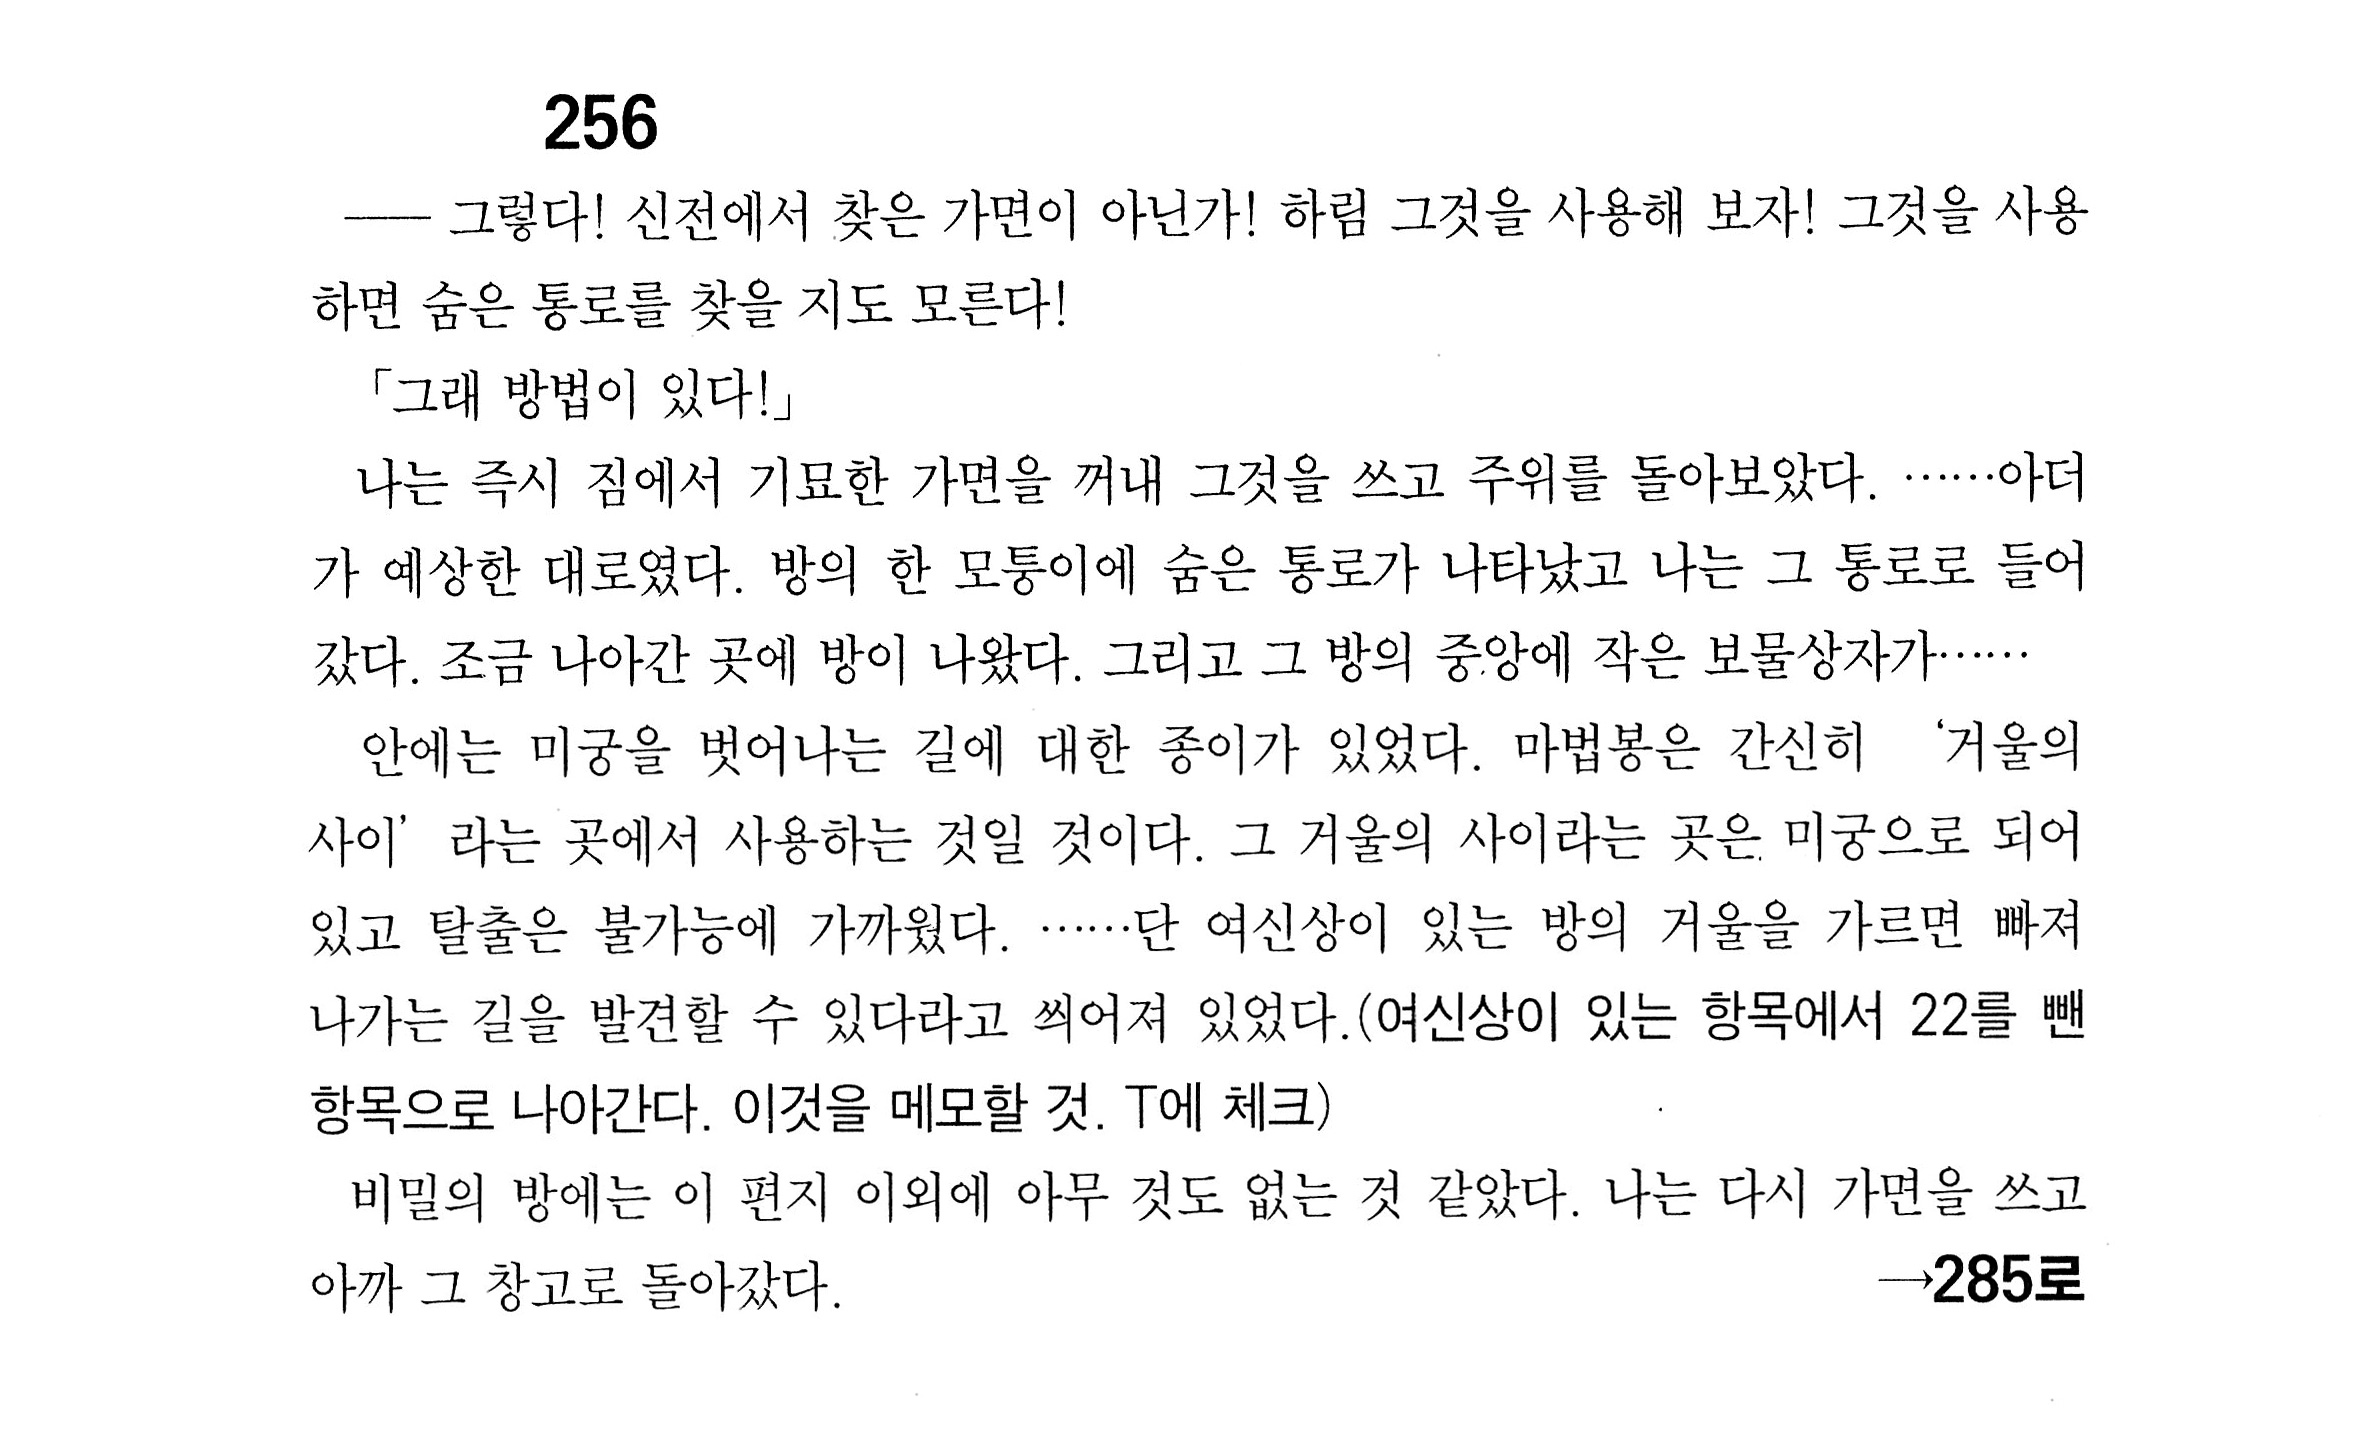 256
── 그렇다! 신전에서 찾은 가면이 아닌가! 하림 그것을 사용해 보자! 그것을 사용
하면 숨은 통로를 찾을 지도 모른다!
「그래 방법이 있다!」
나는 즉시 짐에서 기묘한 가면을 꺼내 그것을 쓰고 주위를 돌아보았다. ……아더
가 예상한 대로였다. 방의 한 모퉁이에 숨은 통로가 나타났고 나는 그 통로로 들어
갔다. 조금 나아간 곳에 방이 나왔다. 그리고 그 방의 중앙에 작은 보물상자가……
안에는 미궁을 벗어나는 길에 대한 종이가 있었다. 마법봉은 간신히 ‘거울의
사이’ 라는 곳에서 사용하는 것일 것이다. 그 거울의 사이라는 곳은 미궁으로 되어
있고 탈출은 불가능에 가까웠다. ……단 여신상이 있는 방의 거울을 가르면 빠져
나가는 길을 발견할 수 있다라고 씌어져 있었다.(여신상이 있는 항목에서 22를 뺀
항목으로 나아간다. 이것을 메모할 것. T에 체크)
비밀의 방에는 이 편지 이외에 아무 것도 없는 것 같았다. 나는 다시 가면을 쓰고
아까 그 창고로 돌아갔다. →285로